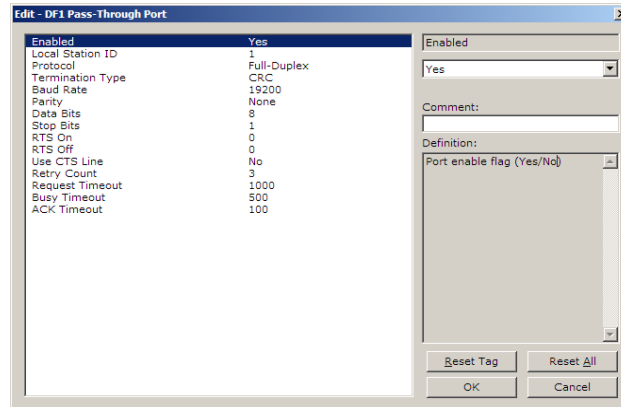 Edit - DF1 Pass-Through Port
Enabled Yes
Local Station ID 1
Protocol Full-Duplex
Termination Type CRC
Baud Rate 19200
Parity None
Data Bits 8
Stop Bits 1
RTS On 0
RTS Off 0
Use CTS Line No
Retry Count 3
Request Timeout 1000
Busy Timeout 500
ACK Timeout 100
Enabled
Yes
Comment:
Definition:
Port enable flag (Yes/No)
Reset Tag Reset All
OK Cancel